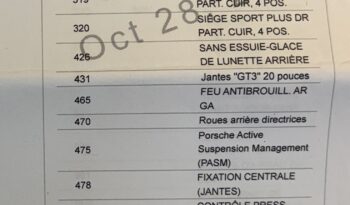 PART. CUIR, 4 POS.
320 SIÈGE SPORT PLUS DR
PART. CUIR, 4 POS.
425 SANS ESSUIE-GLACE
DE LUNETTE ARRIÈRE
Oct 28
431 Jantes "GT3" 20 pouces
465 FEU ANTIBROUILL. AR
GA
470 Roues arrière directrices
475 Porsche Active
Suspension Management
(PASM)
478 FIXATION CENTRALE
(JANTES)
CONTRÔLE PRESS